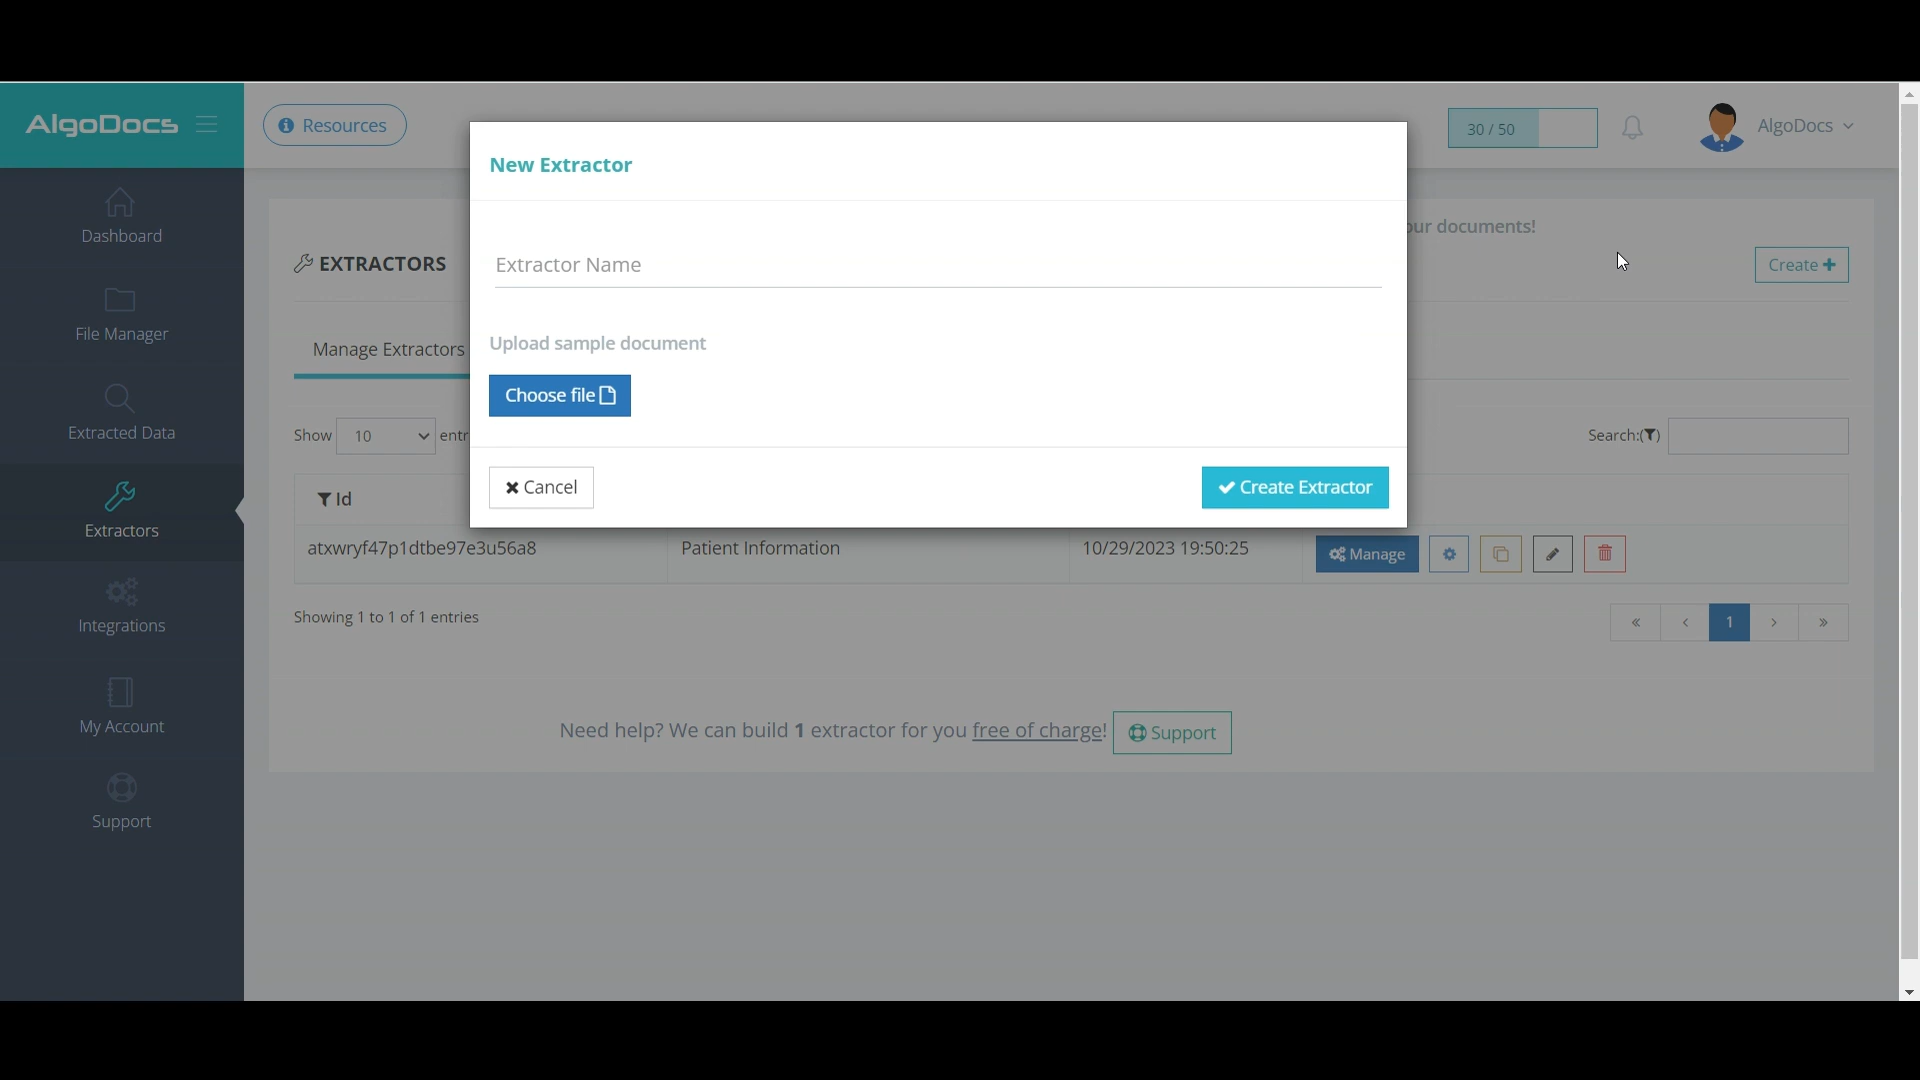 AlgoDocs
Resources
30 / 50
AlgoDocs
New Extractor
Dashboard
our documents!
EXTRACTORS
Extractor Name
Create
File Manager
Upload sample document
Manage Extractors
Choose file
Extracted Data
Show 10 entr
Search:
Cancel
Create Extractor
Id
Extractors
atxwryf47p1dtbe97e3u56a8
Patient Information
10/29/2023 19:50:25
Manage
Integrations
Showing 1 to 1 of 1 entries
« ‹ 1 › »
My Account
Need help? We can build 1 extractor for you free of charge!
Support
Support